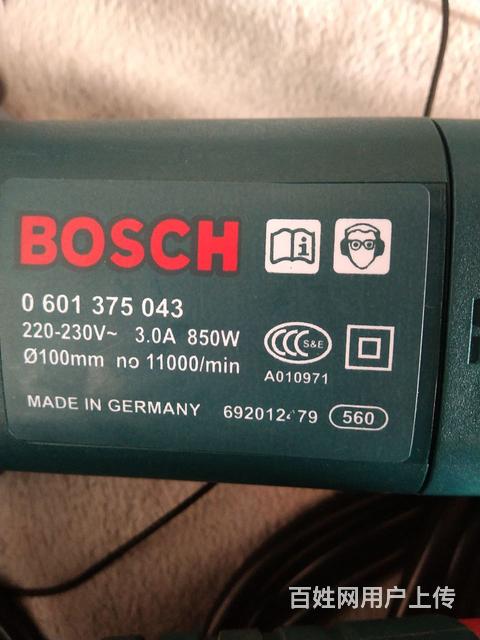 BOSCH
0 601 375 043
220-230V~ 3.0A 850W
Ø100mm no 11000/min
CCC S&E
A010971
MADE IN GERMANY 560
百姓网用户上传